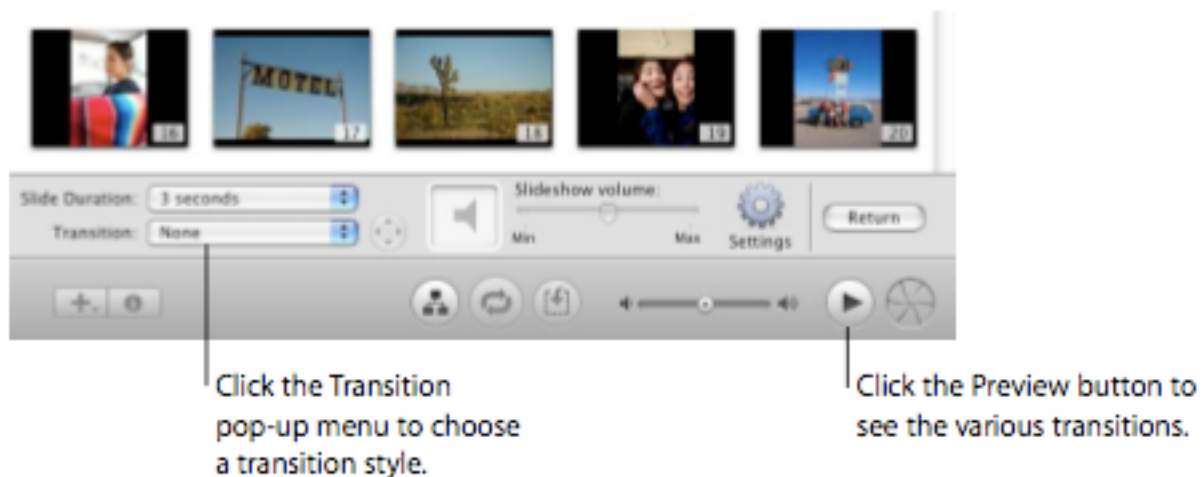 MOTEL
16
17
18
19
20
Slide Duration: 3 seconds
Slideshow volume:
Transition: None
Min Max
Settings
Return
Click the Transition
pop-up menu to choose
a transition style.
Click the Preview button to
see the various transitions.